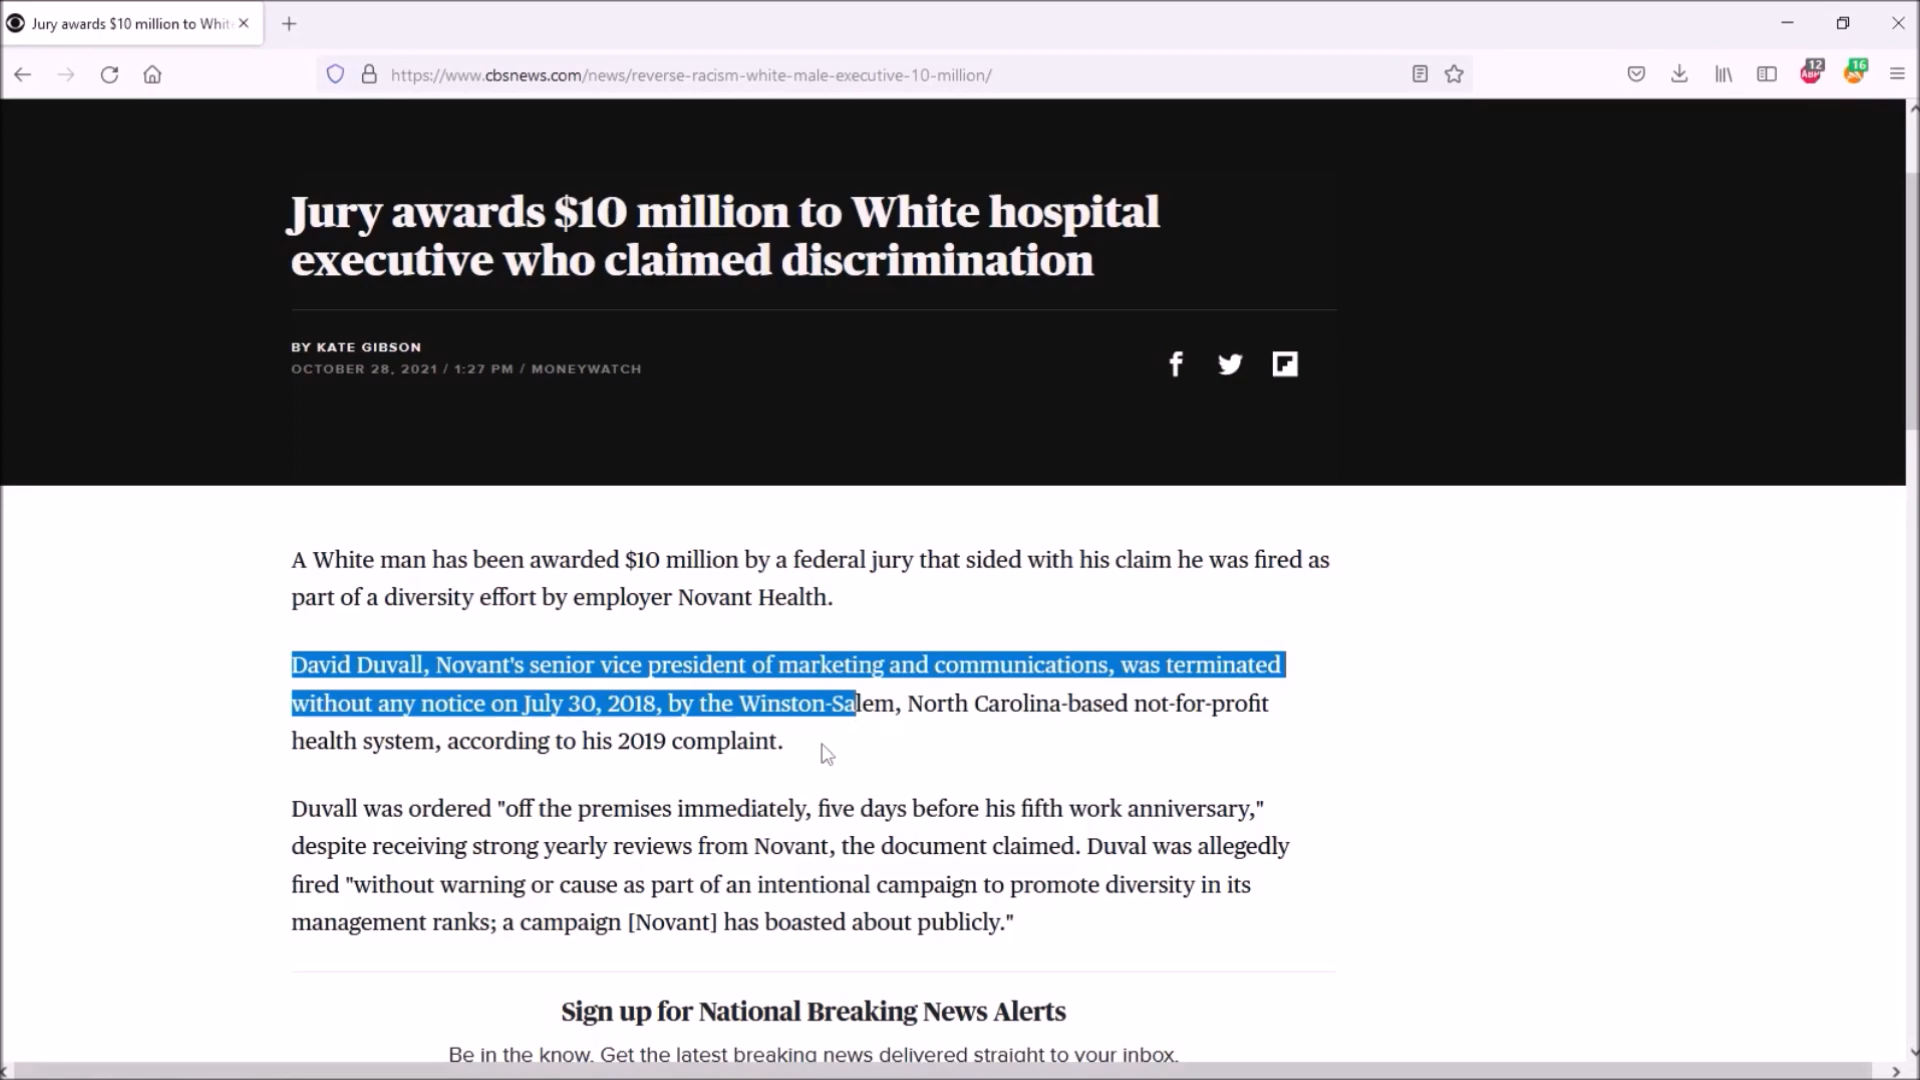 Jury awards $10 million to Whit
https://www.cbsnews.com/news/reverse-racism-white-male-executive-10-million/
ABP
12
16
Jury awards $10 million to White hospital
executive who claimed discrimination
BY KATE GIBSON
OCTOBER 28, 2021 / 1:27 PM / MONEYWATCH
A White man has been awarded $10 million by a federal jury that sided with his claim he was fired as
part of a diversity effort by employer Novant Health.
David Duvall, Novant's senior vice president of marketing and communications, was terminated
without any notice on July 30, 2018, by the Winston-Salem, North Carolina-based not-for-profit
health system, according to his 2019 complaint.
Duvall was ordered "off the premises immediately, five days before his fifth work anniversary,"
despite receiving strong yearly reviews from Novant, the document claimed. Duval was allegedly
fired "without warning or cause as part of an intentional campaign to promote diversity in its
management ranks; a campaign [Novant] has boasted about publicly."
Sign up for National Breaking News Alerts
Be in the know. Get the latest breaking news delivered straight to your inbox.